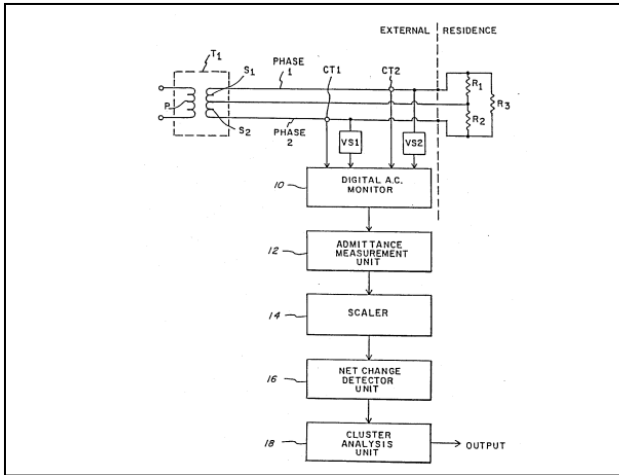 EXTERNAL RESIDENCE
T1
S1
PHASE
1
CT1
CT2
P
R1
R3
R2
S2
PHASE
2
VS1
VS2
10
DIGITAL A.C.
MONITOR
12
ADMITTANCE
MEASUREMENT
UNIT
14
SCALER
16
NET CHANGE
DETECTOR
UNIT
18
CLUSTER
ANALYSIS
UNIT
OUTPUT